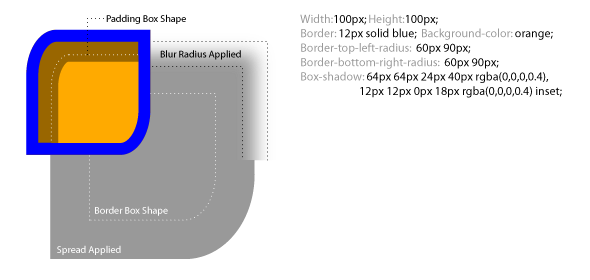 Padding Box Shape
Blur Radius Applied
Border Box Shape
Spread Applied
Width:100px; Height:100px;
Border: 12px solid blue; Background-color: orange;
Border-top-left-radius: 60px 90px;
Border-bottom-right-radius: 60px 90px;
Box-shadow: 64px 64px 24px 40px rgba(0,0,0,0.4),
12px 12px 0px 18px rgba(0,0,0,0.4) inset;